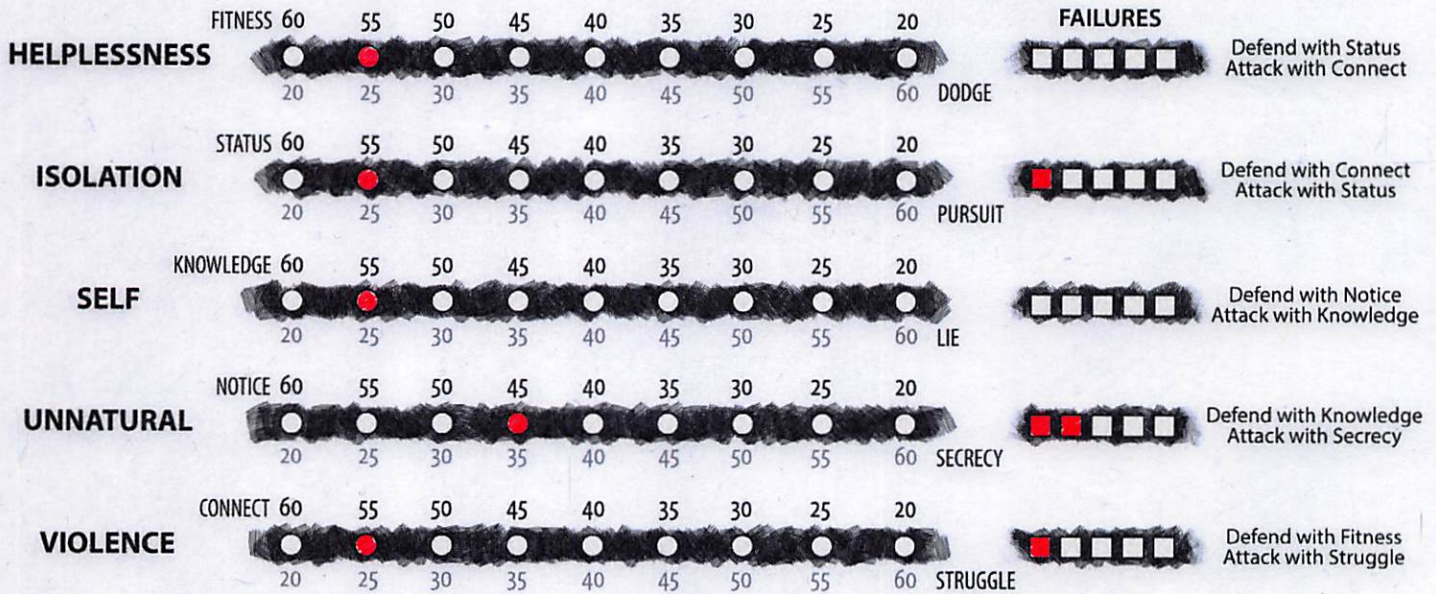 FITNESS 60 55 50 45 40 35 30 25 20 FAILURES
HELPLESSNESS
Defend with Status
Attack with Connect
20 25 30 35 40 45 50 55 60 DODGE
STATUS 60 55 50 45 40 35 30 25 20
ISOLATION
Defend with Connect
Attack with Status
20 25 30 35 40 45 50 55 60 PURSUIT
KNOWLEDGE 60 55 50 45 40 35 30 25 20
SELF
Defend with Notice
Attack with Knowledge
20 25 30 35 40 45 50 55 60 LIE
NOTICE 60 55 50 45 40 35 30 25 20
UNNATURAL
Defend with Knowledge
Attack with Secrecy
20 25 30 35 40 45 50 55 60 SECRECY
CONNECT 60 55 50 45 40 35 30 25 20
VIOLENCE
Defend with Fitness
Attack with Struggle
20 25 30 35 40 45 50 55 60 STRUGGLE